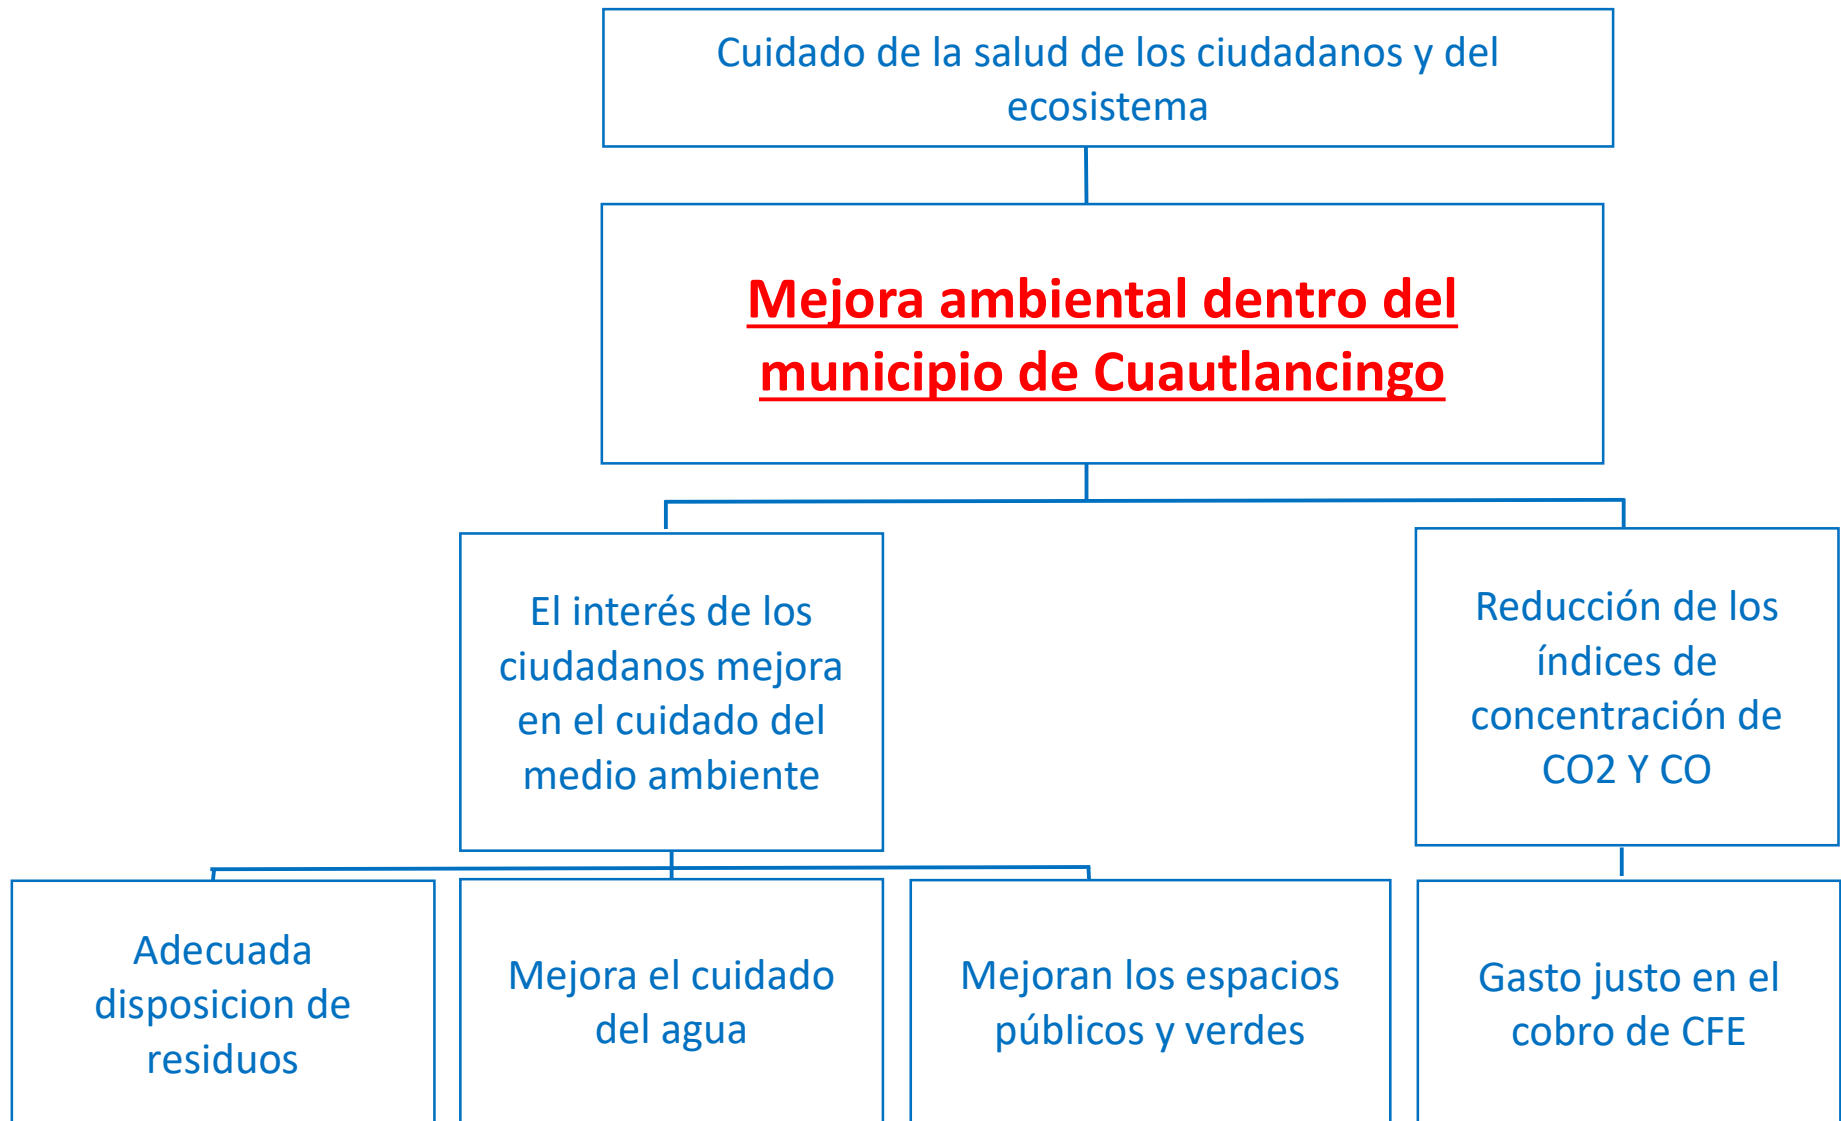 Cuidado de la salud de los ciudadanos y del
ecosistema
Mejora ambiental dentro del
municipio de Cuautlancingo
El interés de los
ciudadanos mejora
en el cuidado del
medio ambiente
Reducción de los
índices de
concentración de
CO2 Y CO
Adecuada
disposicion de
residuos
Mejora el cuidado
del agua
Mejoran los espacios
públicos y verdes
Gasto justo en el
cobro de CFE